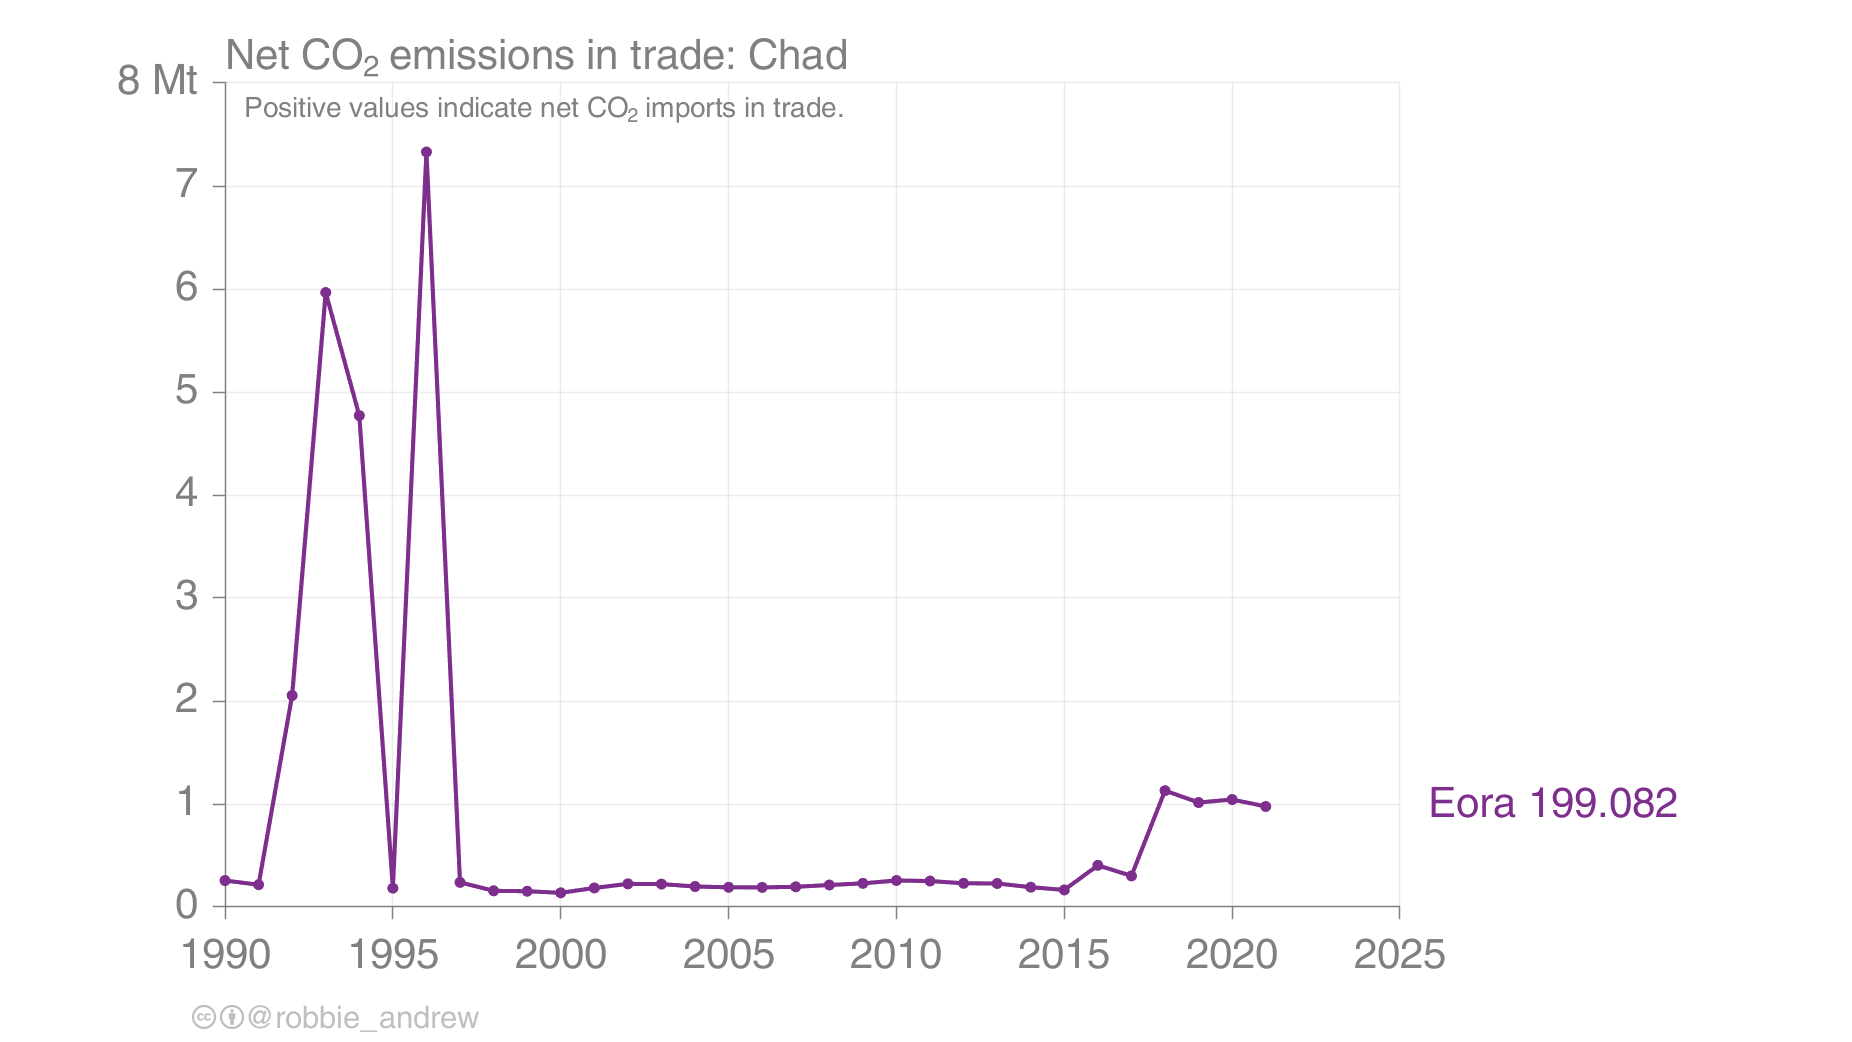 Net CO₂ emissions in trade: Chad
8 Mt
Positive values indicate net CO₂ imports in trade.
7
6
5
4
3
2
1
Eora 199.082
0
1990 1995 2000 2005 2010 2015 2020 2025
@robbie_andrew